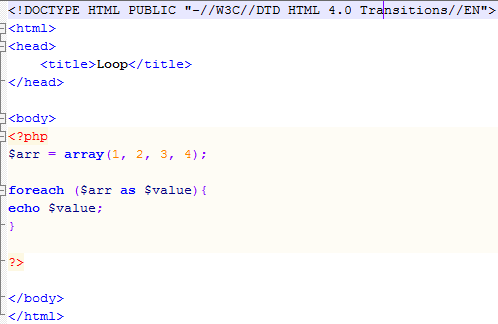 <!DOCTYPE HTML PUBLIC "-//W3C//DTD HTML 4.0 Transitions//EN">
<html>
<head>
    <title>Loop</title>
</head>

<body>
<?php
$arr = array(1, 2, 3, 4);

foreach ($arr as $value){
echo $value;
}

?>

</body>
</html>